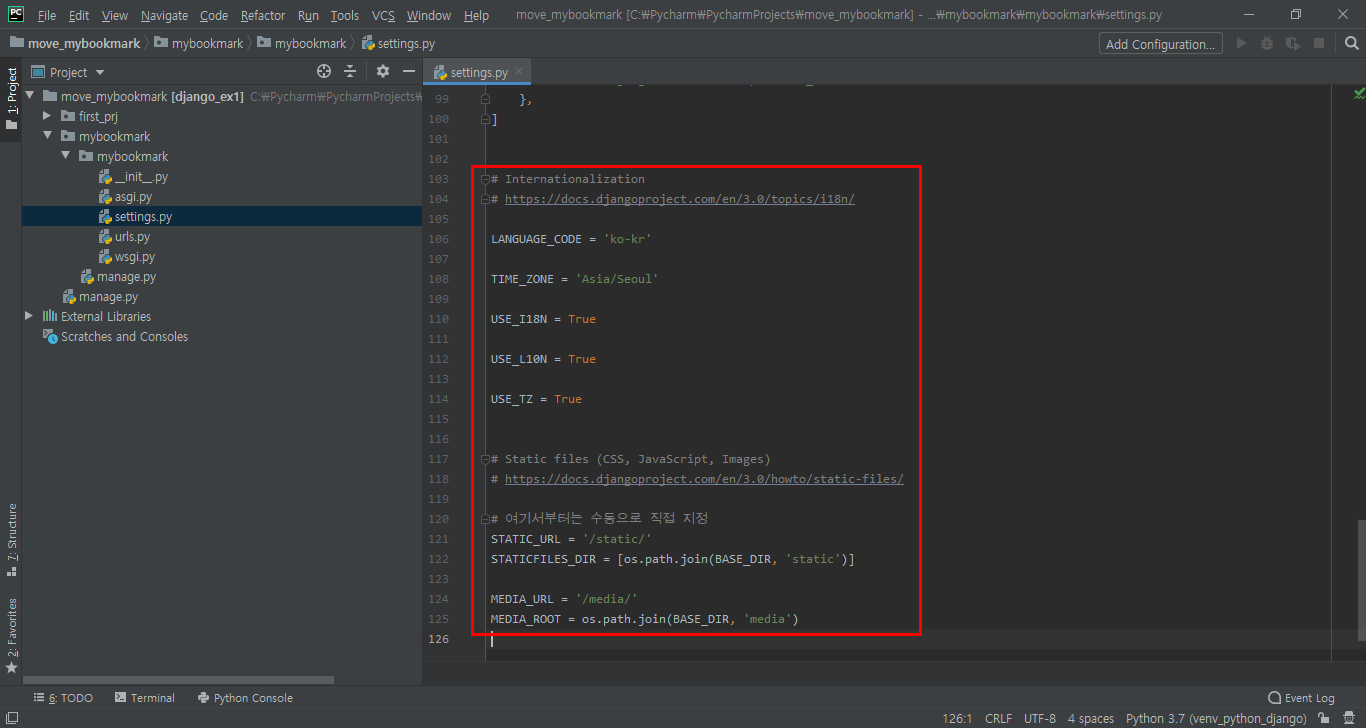 PC File Edit View Navigate Code Refactor Run Tools VCS Window Help move_mybookmark [C:₩Pycharm₩PycharmProjects₩move_mybookmark] - ...₩mybookmark₩mybookmark₩settings.py
move_mybookmark mybookmark mybookmark settings.py Add Configuration...
1: Project
Project
settings.py
move_mybookmark [django_ex1] C:₩Pycharm₩PycharmProjects₩
first_prj
mybookmark
mybookmark
__init__.py
asgi.py
settings.py
urls.py
wsgi.py
manage.py
manage.py
External Libraries
Scratches and Consoles
99 },
100 ]
101
102
103 # Internationalization
104 # https://docs.djangoproject.com/en/3.0/topics/i18n/
105
106 LANGUAGE_CODE = 'ko-kr'
107
108 TIME_ZONE = 'Asia/Seoul'
109
110 USE_I18N = True
111
112 USE_L10N = True
113
114 USE_TZ = True
115
116
117 # Static files (CSS, JavaScript, Images)
118 # https://docs.djangoproject.com/en/3.0/howto/static-files/
119
120 # 여기서부터는 수동으로 직접 지정
121 STATIC_URL = '/static/'
122 STATICFILES_DIR = [os.path.join(BASE_DIR, 'static')]
123
124 MEDIA_URL = '/media/'
125 MEDIA_ROOT = os.path.join(BASE_DIR, 'media')
126
7: Structure
2: Favorites
6: TODO Terminal Python Console Event Log
126:1 CRLF UTF-8 4 spaces Python 3.7 (venv_python_django)